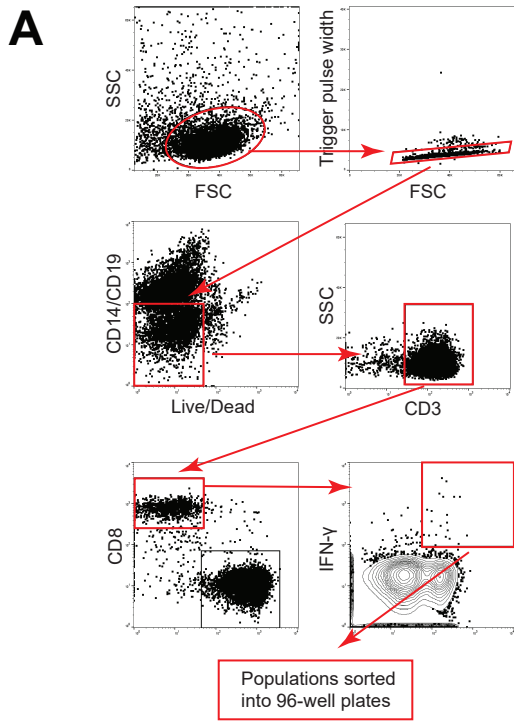 A
SSC
FSC
Trigger pulse width
FSC
CD14/CD19
Live/Dead
SSC
CD3
CD8
IFN-γ
Populations sorted
into 96-well plates